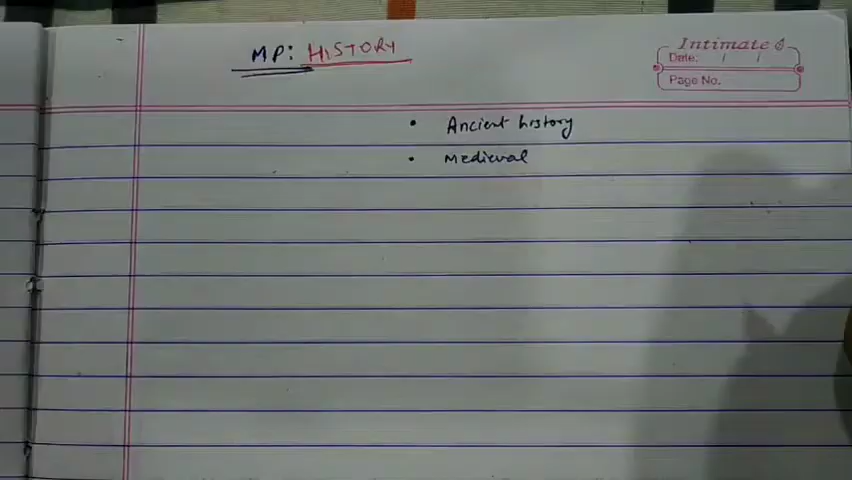 MP: HISTORY
Intimate
Date: / /
Page No.
• Ancient history
• Medieval